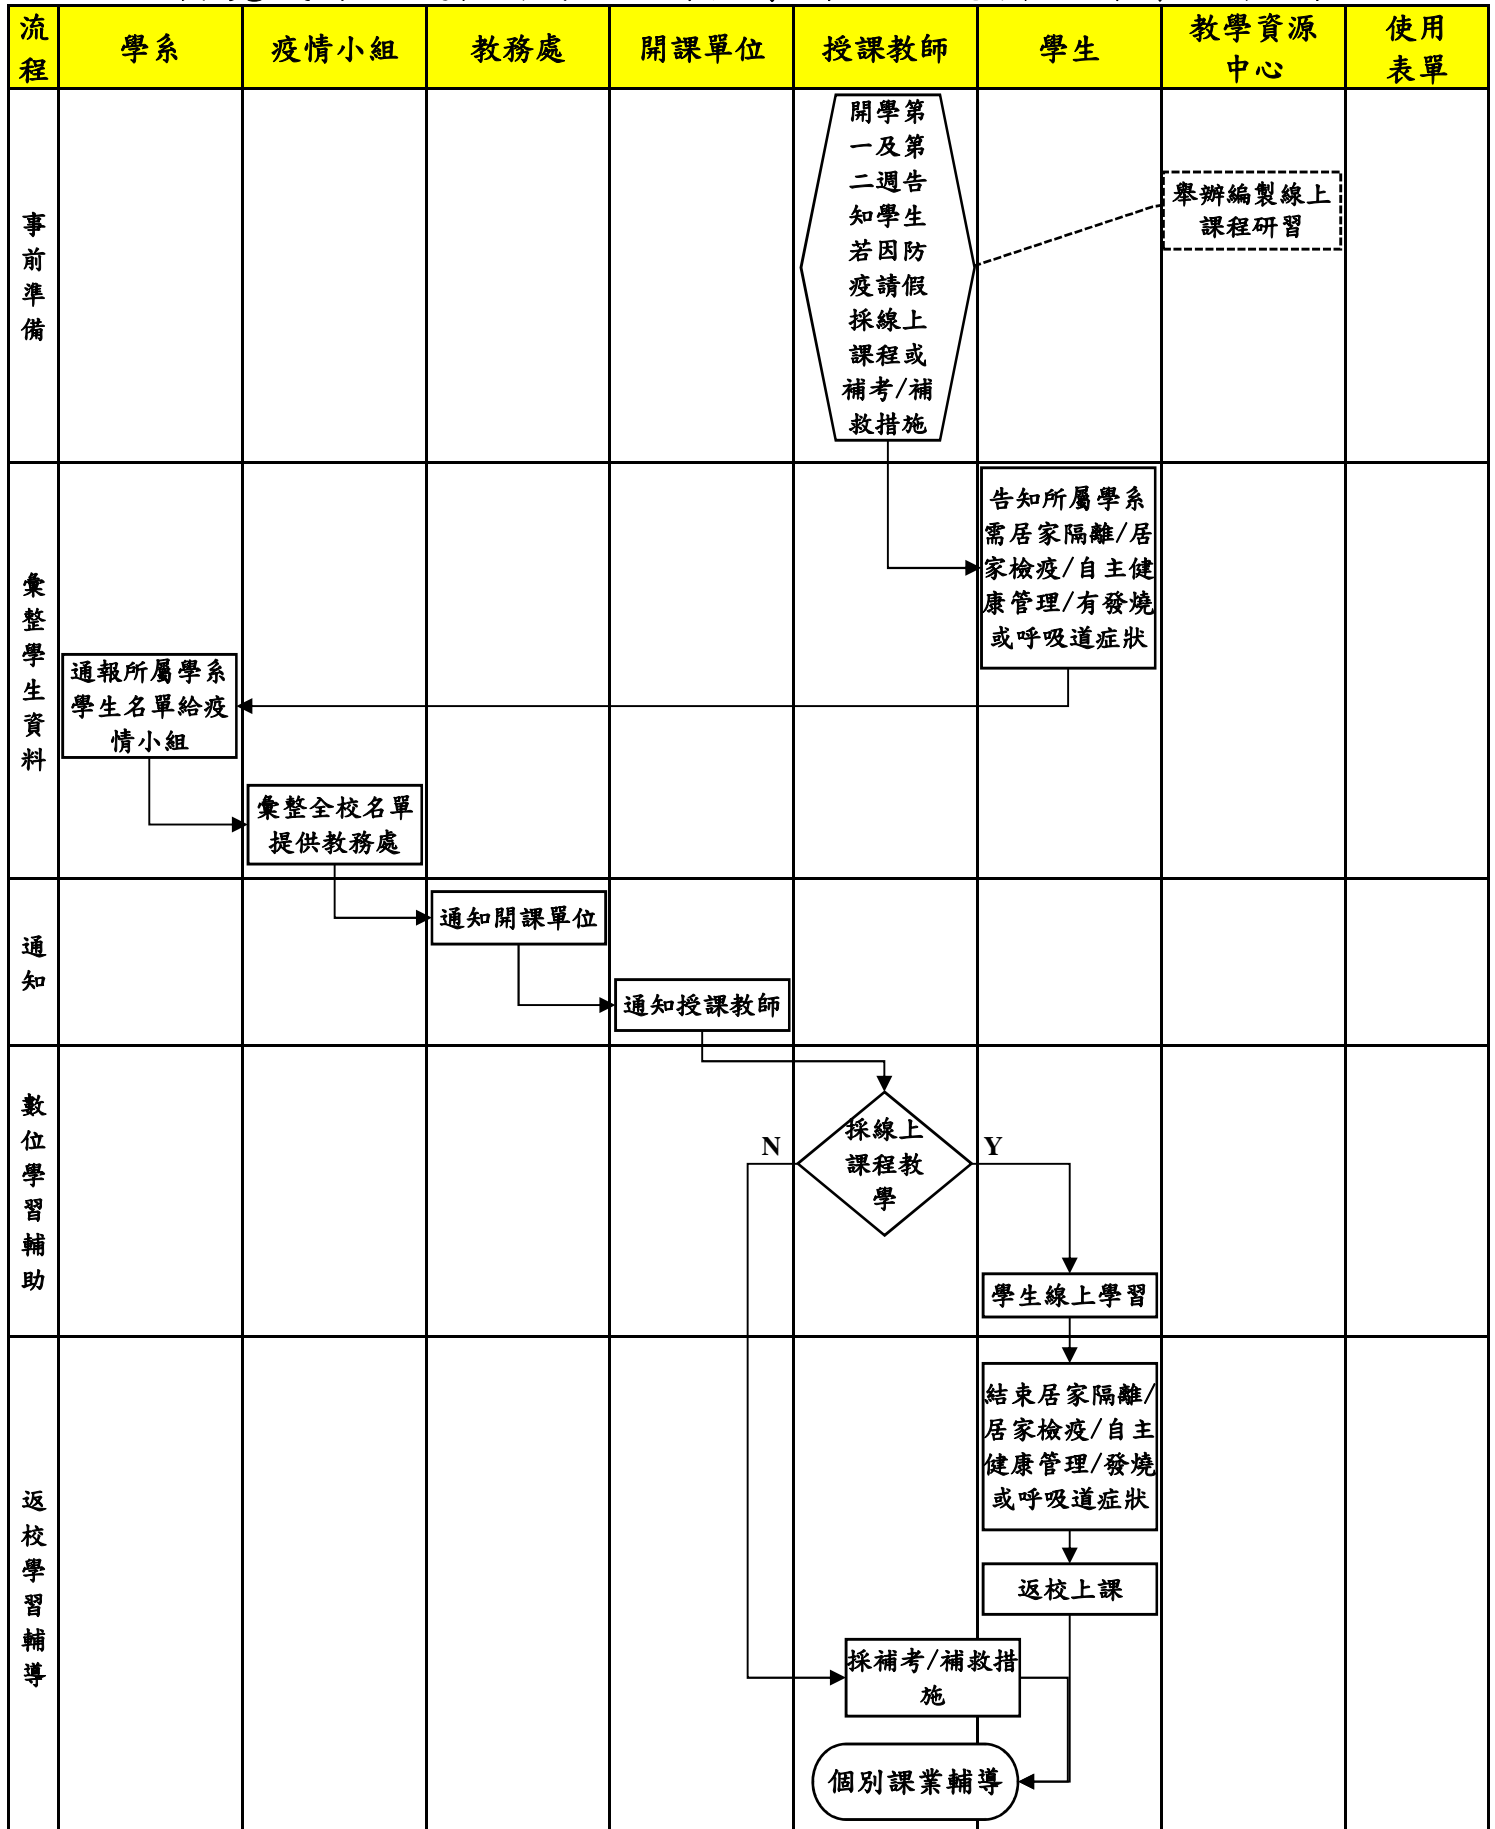 流
程
學系
疫情小組
教務處
開課單位
授課教師
學生
教學資源
中心
使用
表單
事
前
準
備
開學第
一及第
二週告
知學生
若因防
疫請假
採線上
課程或
補考/補
救措施
舉辦編製線上
課程研習
彙
整
學
生
資
料
告知所屬學系
需居家隔離/居
家檢疫/自主健
康管理/有發燒
或呼吸道症狀
通報所屬學系
學生名單給疫
情小組
彙整全校名單
提供教務處
通
知
通知開課單位
通知授課教師
數
位
學
習
輔
助
採線上
課程教
學
N
Y
學生線上學習
返
校
學
習
輔
導
結束居家隔離/
居家檢疫/自主
健康管理/發燒
或呼吸道症狀
返校上課
採補考/補救措
施
個別課業輔導